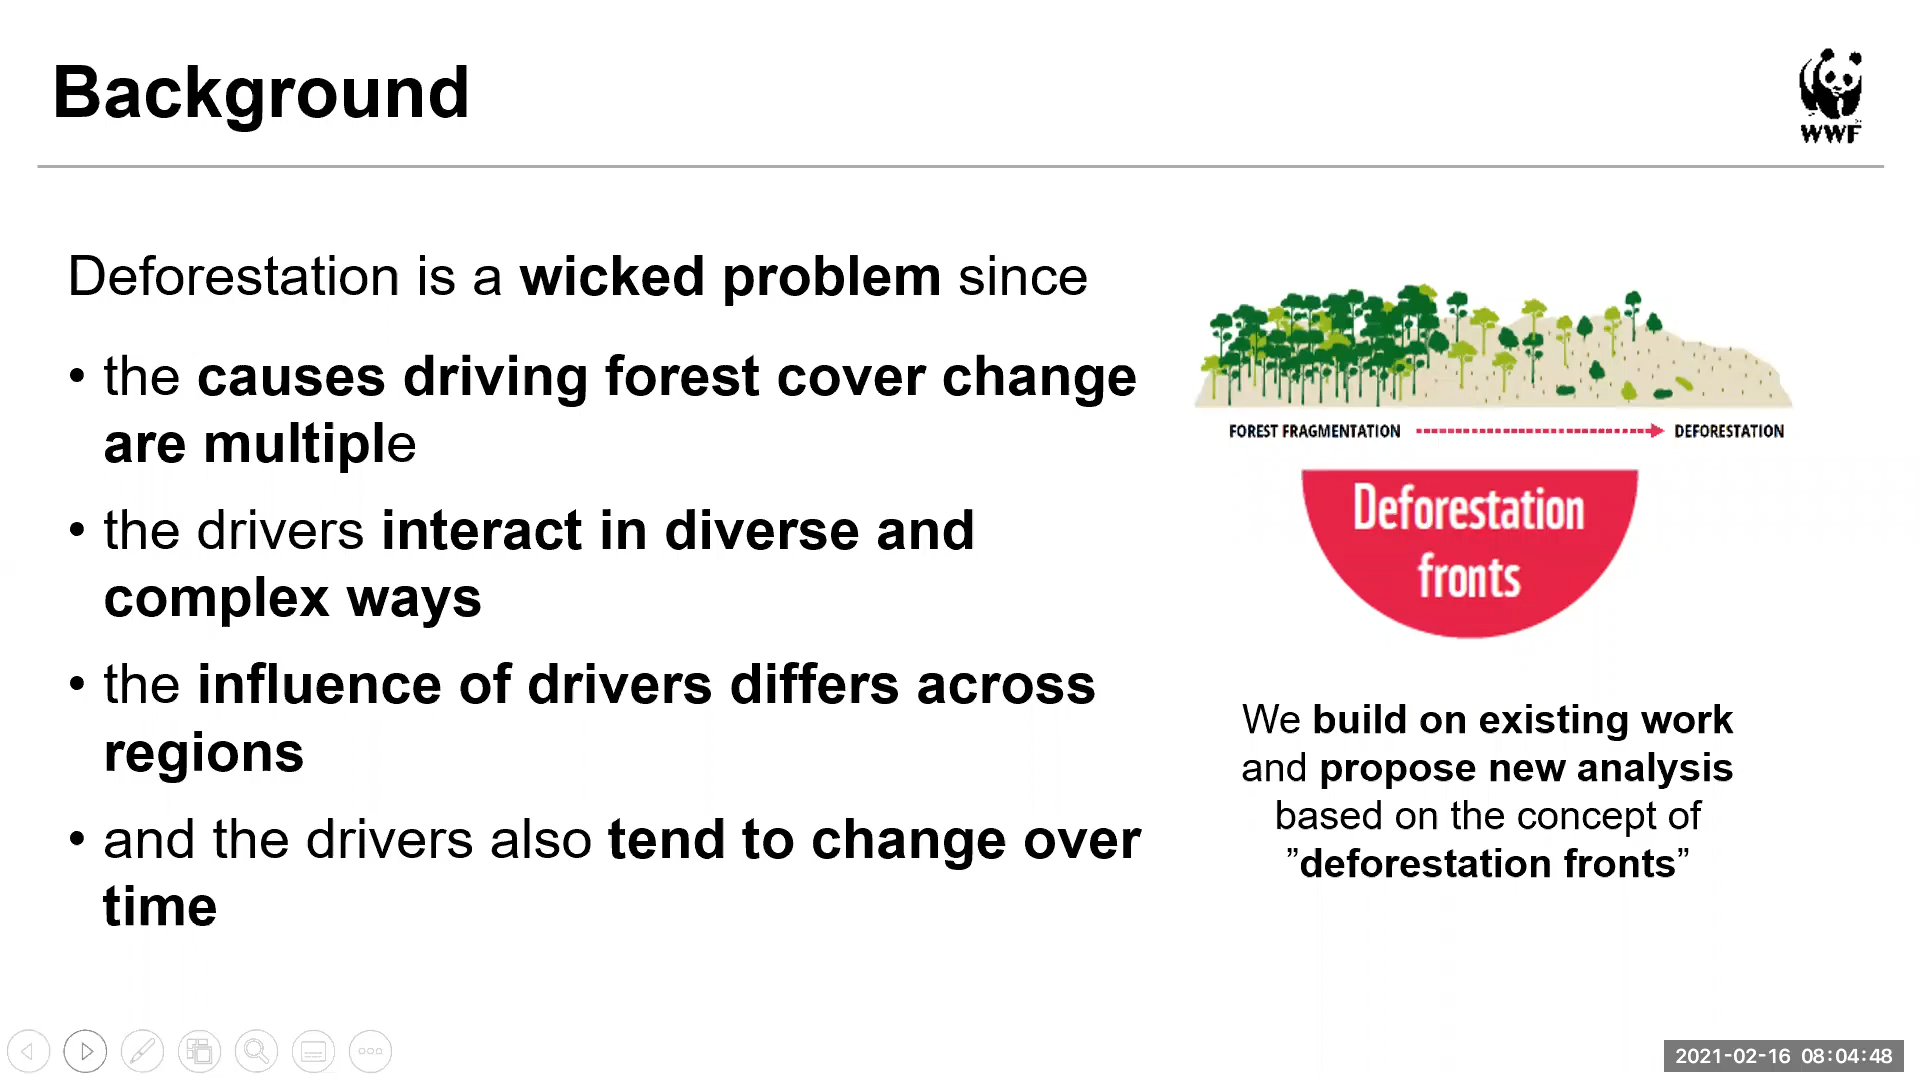 Background
WWF
Deforestation is a wicked problem since
• the causes driving forest cover change
are multiple
• the drivers interact in diverse and
complex ways
• the influence of drivers differs across
regions
• and the drivers also tend to change over
time
FOREST FRAGMENTATION
DEFORESTATION
Deforestation
fronts
We build on existing work
and propose new analysis
based on the concept of
”deforestation fronts”
2021-02-16 08:04:48